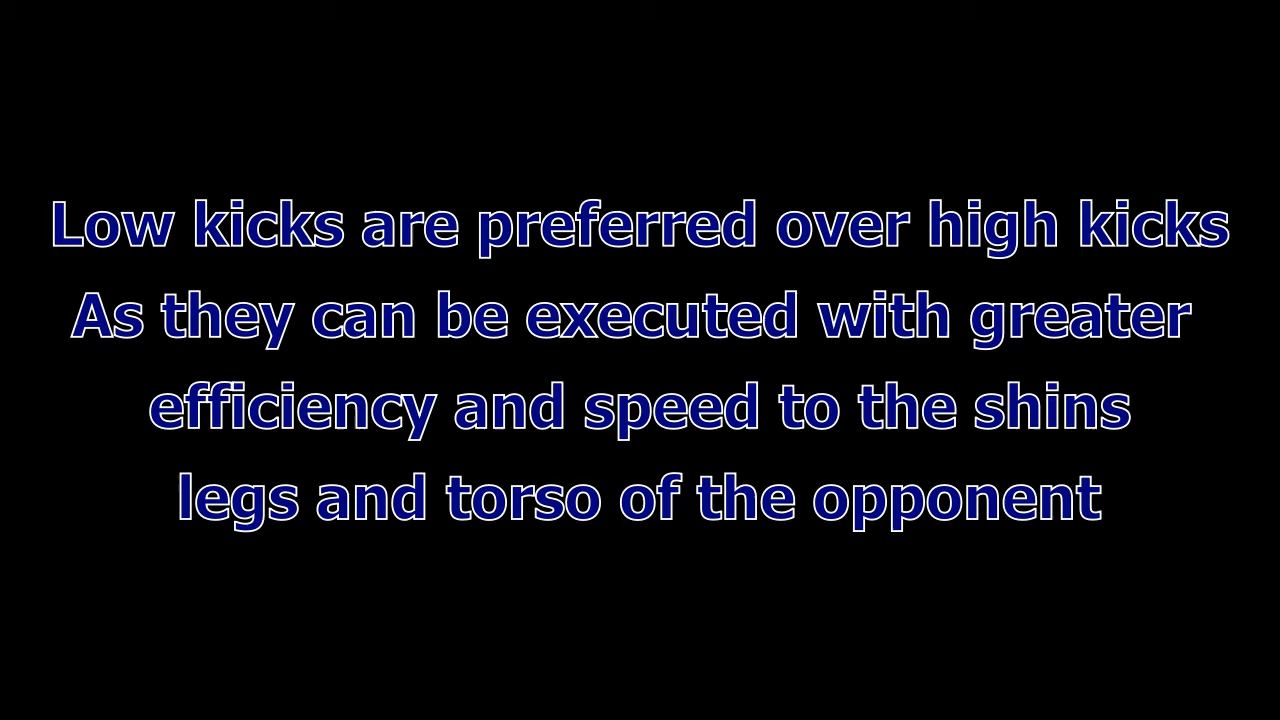 Low kicks are preferred over high kicks
As they can be executed with greater
efficiency and speed to the shins
legs and torso of the opponent